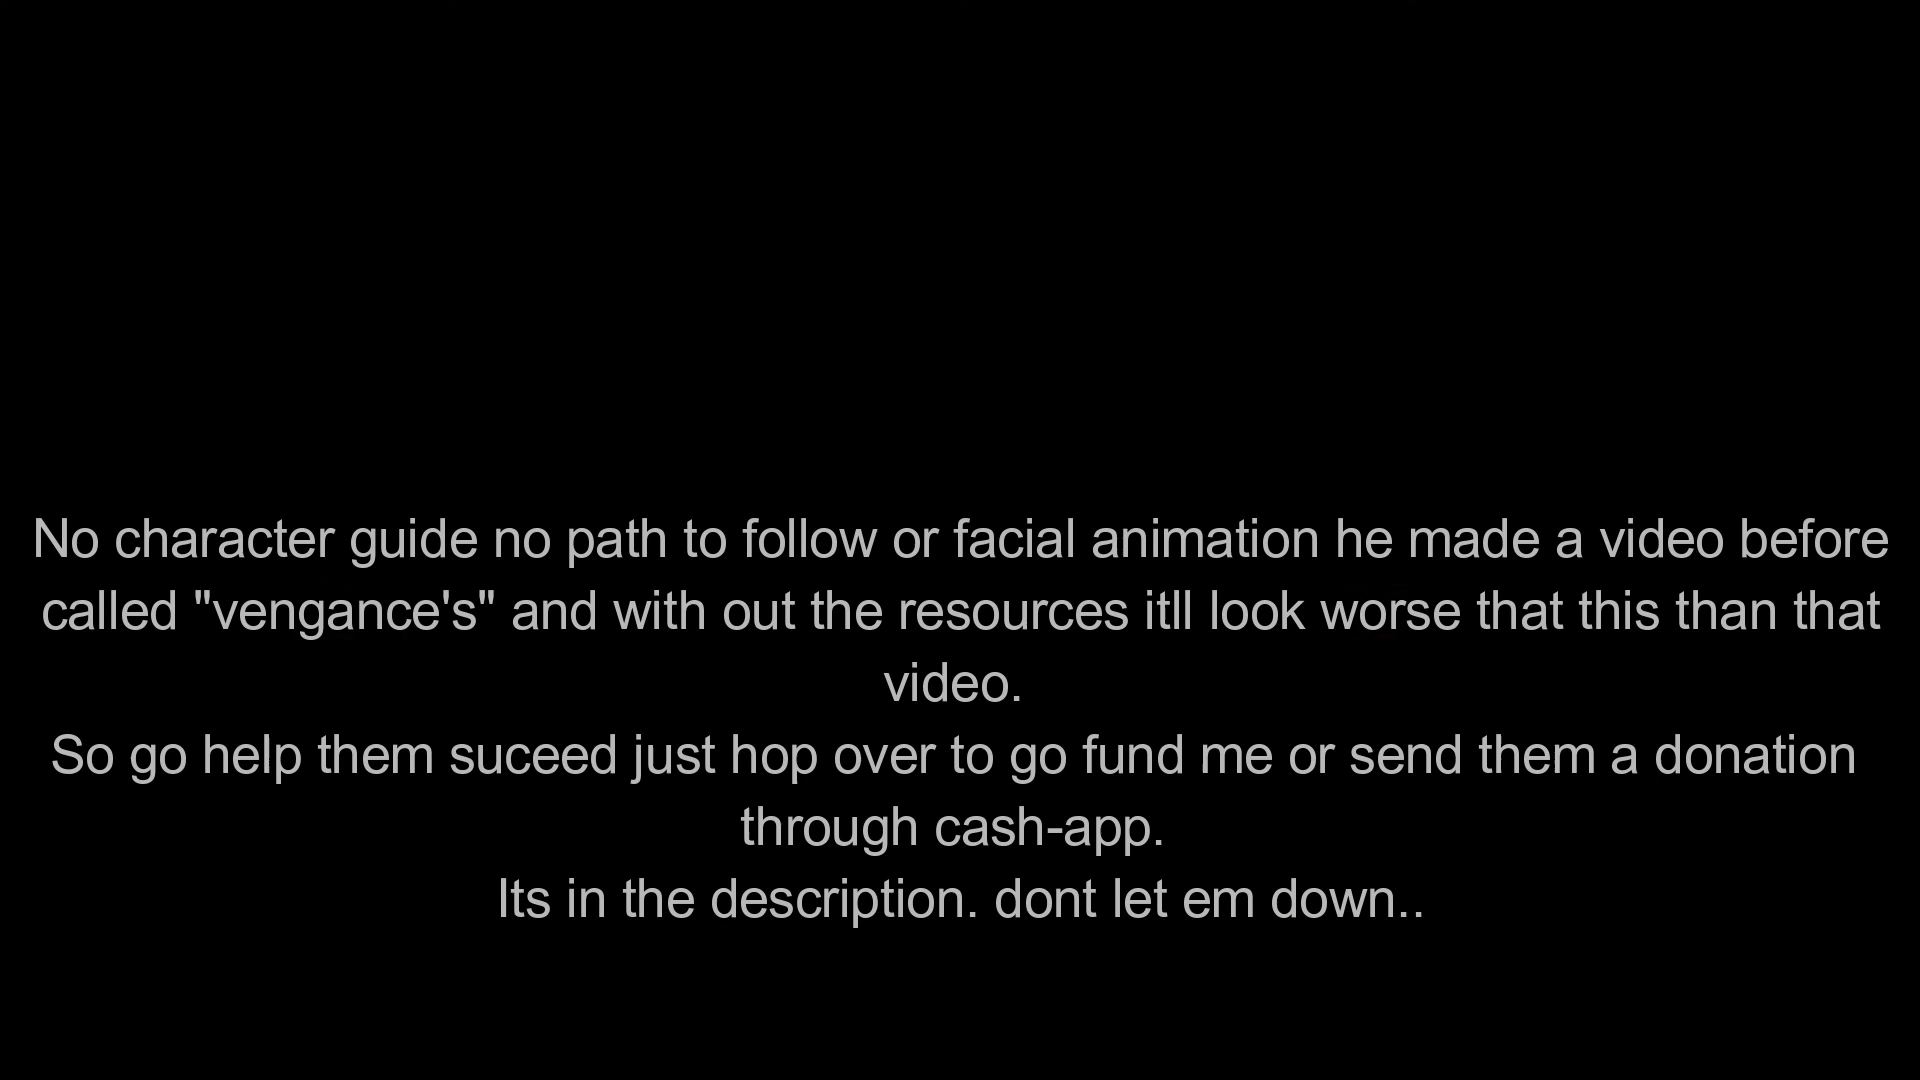 No character guide no path to follow or facial animation he made a video before
called "vengance's" and with out the resources itll look worse that this than that
video.
So go help them suceed just hop over to go fund me or send them a donation
through cash-app.
Its in the description. dont let em down..